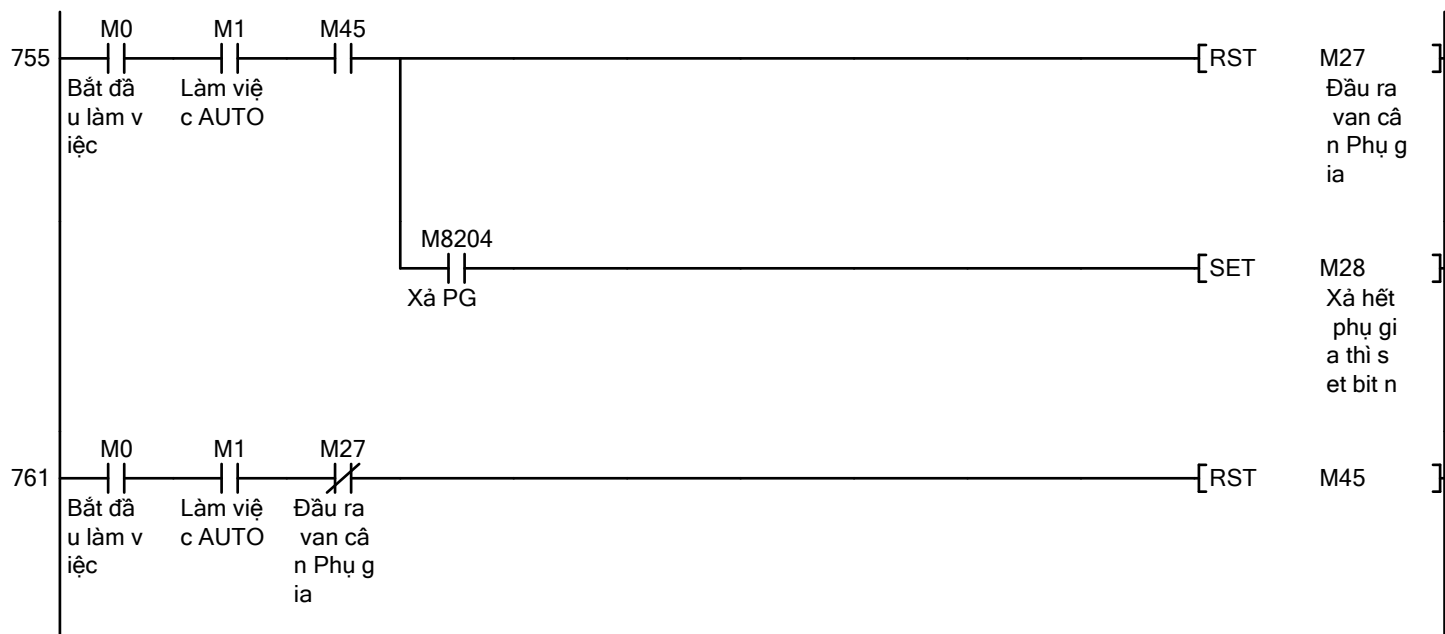 M0 M1 M45
755 [RST M27 ]
Bắt đầ Làm việ Đầu ra
u làm v c AUTO van câ
iệc n Phụ g
ia
M8204
[SET M28 ]
Xả PG Xả hết
phụ gi
a thì s
et bit n
M0 M1 M27
761 [RST M45 ]
Bắt đầ Làm việ Đầu ra
u làm v c AUTO van câ
iệc n Phụ g
ia